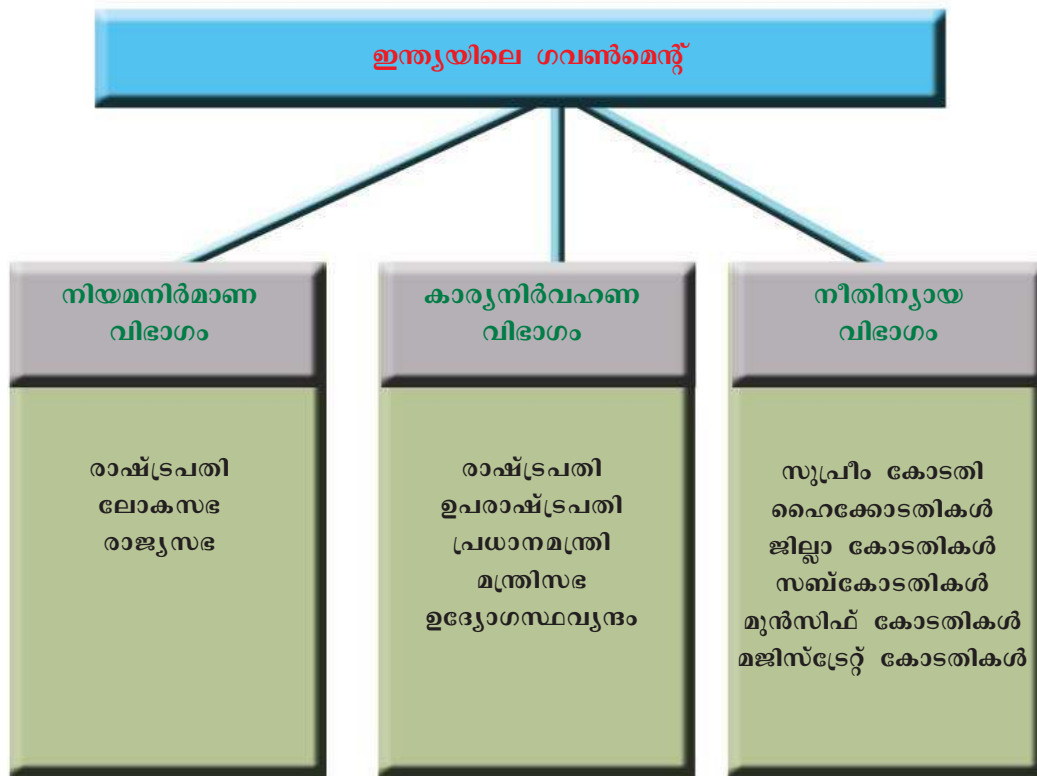 ഇന്ത്യയിലെ ഗവൺമെന്റ്
നിയമനിർമാണ
വിഭാഗം
രാഷ്ട്രപതി
ലോകസഭ
രാജ്യസഭ
കാര്യനിർവഹണ
വിഭാഗം
രാഷ്ട്രപതി
ഉപരാഷ്ട്രപതി
പ്രധാനമന്ത്രി
മന്ത്രിസഭ
ഉദ്യോഗസ്ഥവൃന്ദം
നീതിന്യായ
വിഭാഗം
സുപ്രീം കോടതി
ഹൈക്കോടതികൾ
ജില്ലാ കോടതികൾ
സബ്കോടതികൾ
മുൻസിഫ് കോടതികൾ
മജിസ്ട്രേറ്റ് കോടതികൾ